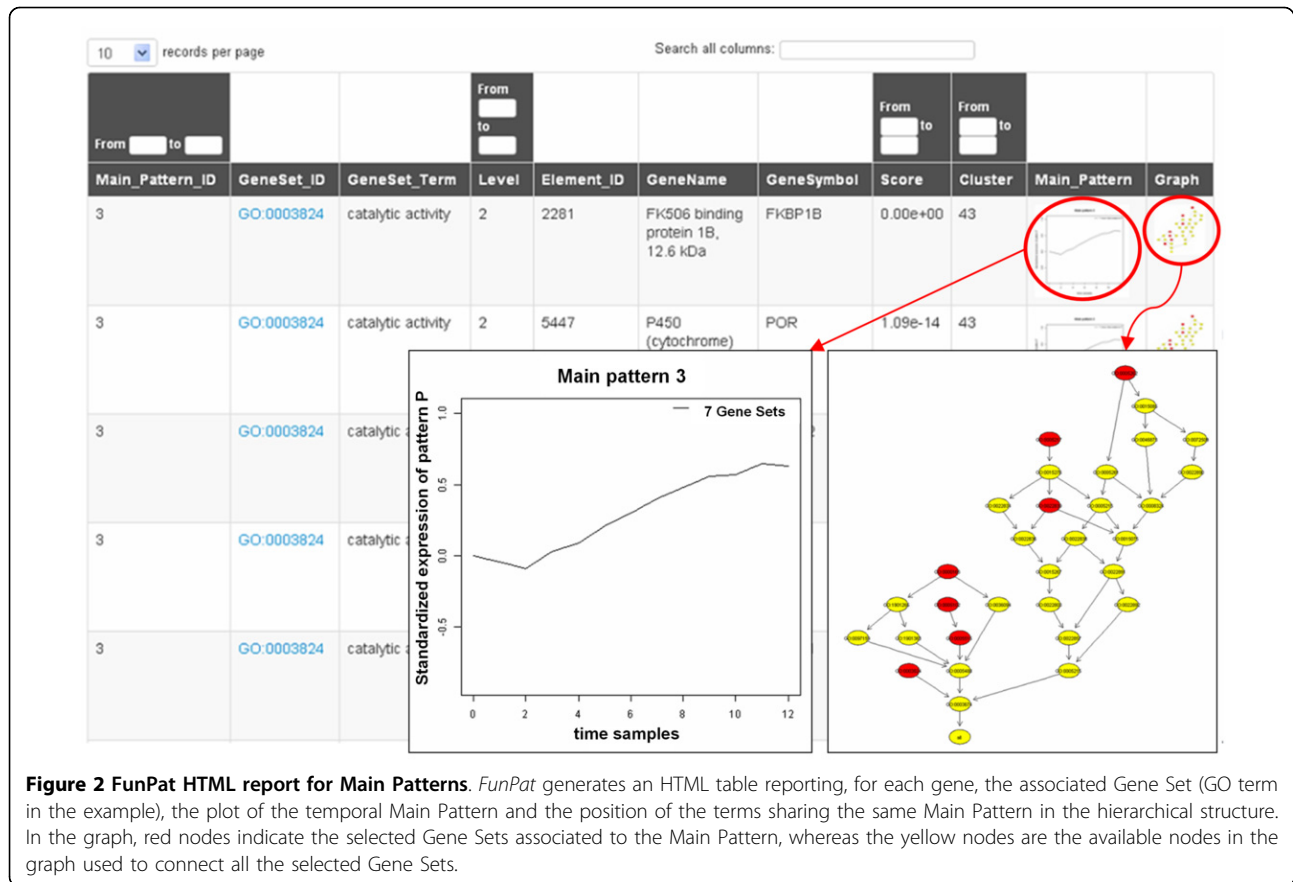 10 records per page
Search all columns:
From to
From
to
From
to
From
to
Main_Pattern_ID GeneSet_ID GeneSet_Term Level Element_ID GeneName GeneSymbol Score Cluster Main_Pattern Graph
3 GO:0003824 catalytic activity 2 2281 FK506 binding FKBP1B 0.00e+00 43
protein 1B,
12.6 kDa
3 GO:0003824 catalytic activity 2 5447 P450 POR 1.09e-14 43
(cytochrome)
3 GO:0003824 catalytic
3 GO:0003824 catalytic
3 GO:0003824 catalytic
Main pattern 3
7 Gene Sets
Standardized expression of pattern P
1.0
0.5
0.0
-0.5
0 2 4 6 8 10 12
time samples
all
Figure 2 FunPat HTML report for Main Patterns. FunPat generates an HTML table reporting, for each gene, the associated Gene Set (GO term
in the example), the plot of the temporal Main Pattern and the position of the terms sharing the same Main Pattern in the hierarchical structure.
In the graph, red nodes indicate the selected Gene Sets associated to the Main Pattern, whereas the yellow nodes are the available nodes in the
graph used to connect all the selected Gene Sets.